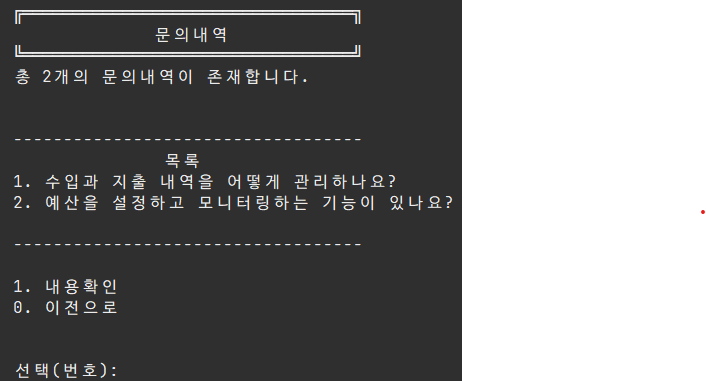 문의내역
총 2개의 문의내역이 존재합니다.
-----------------------------------
목록
1. 수입과 지출 내역을 어떻게 관리하나요?
2. 예산을 설정하고 모니터링하는 기능이 있나요?
-----------------------------------
1. 내용확인
0. 이전으로
선택(번호):